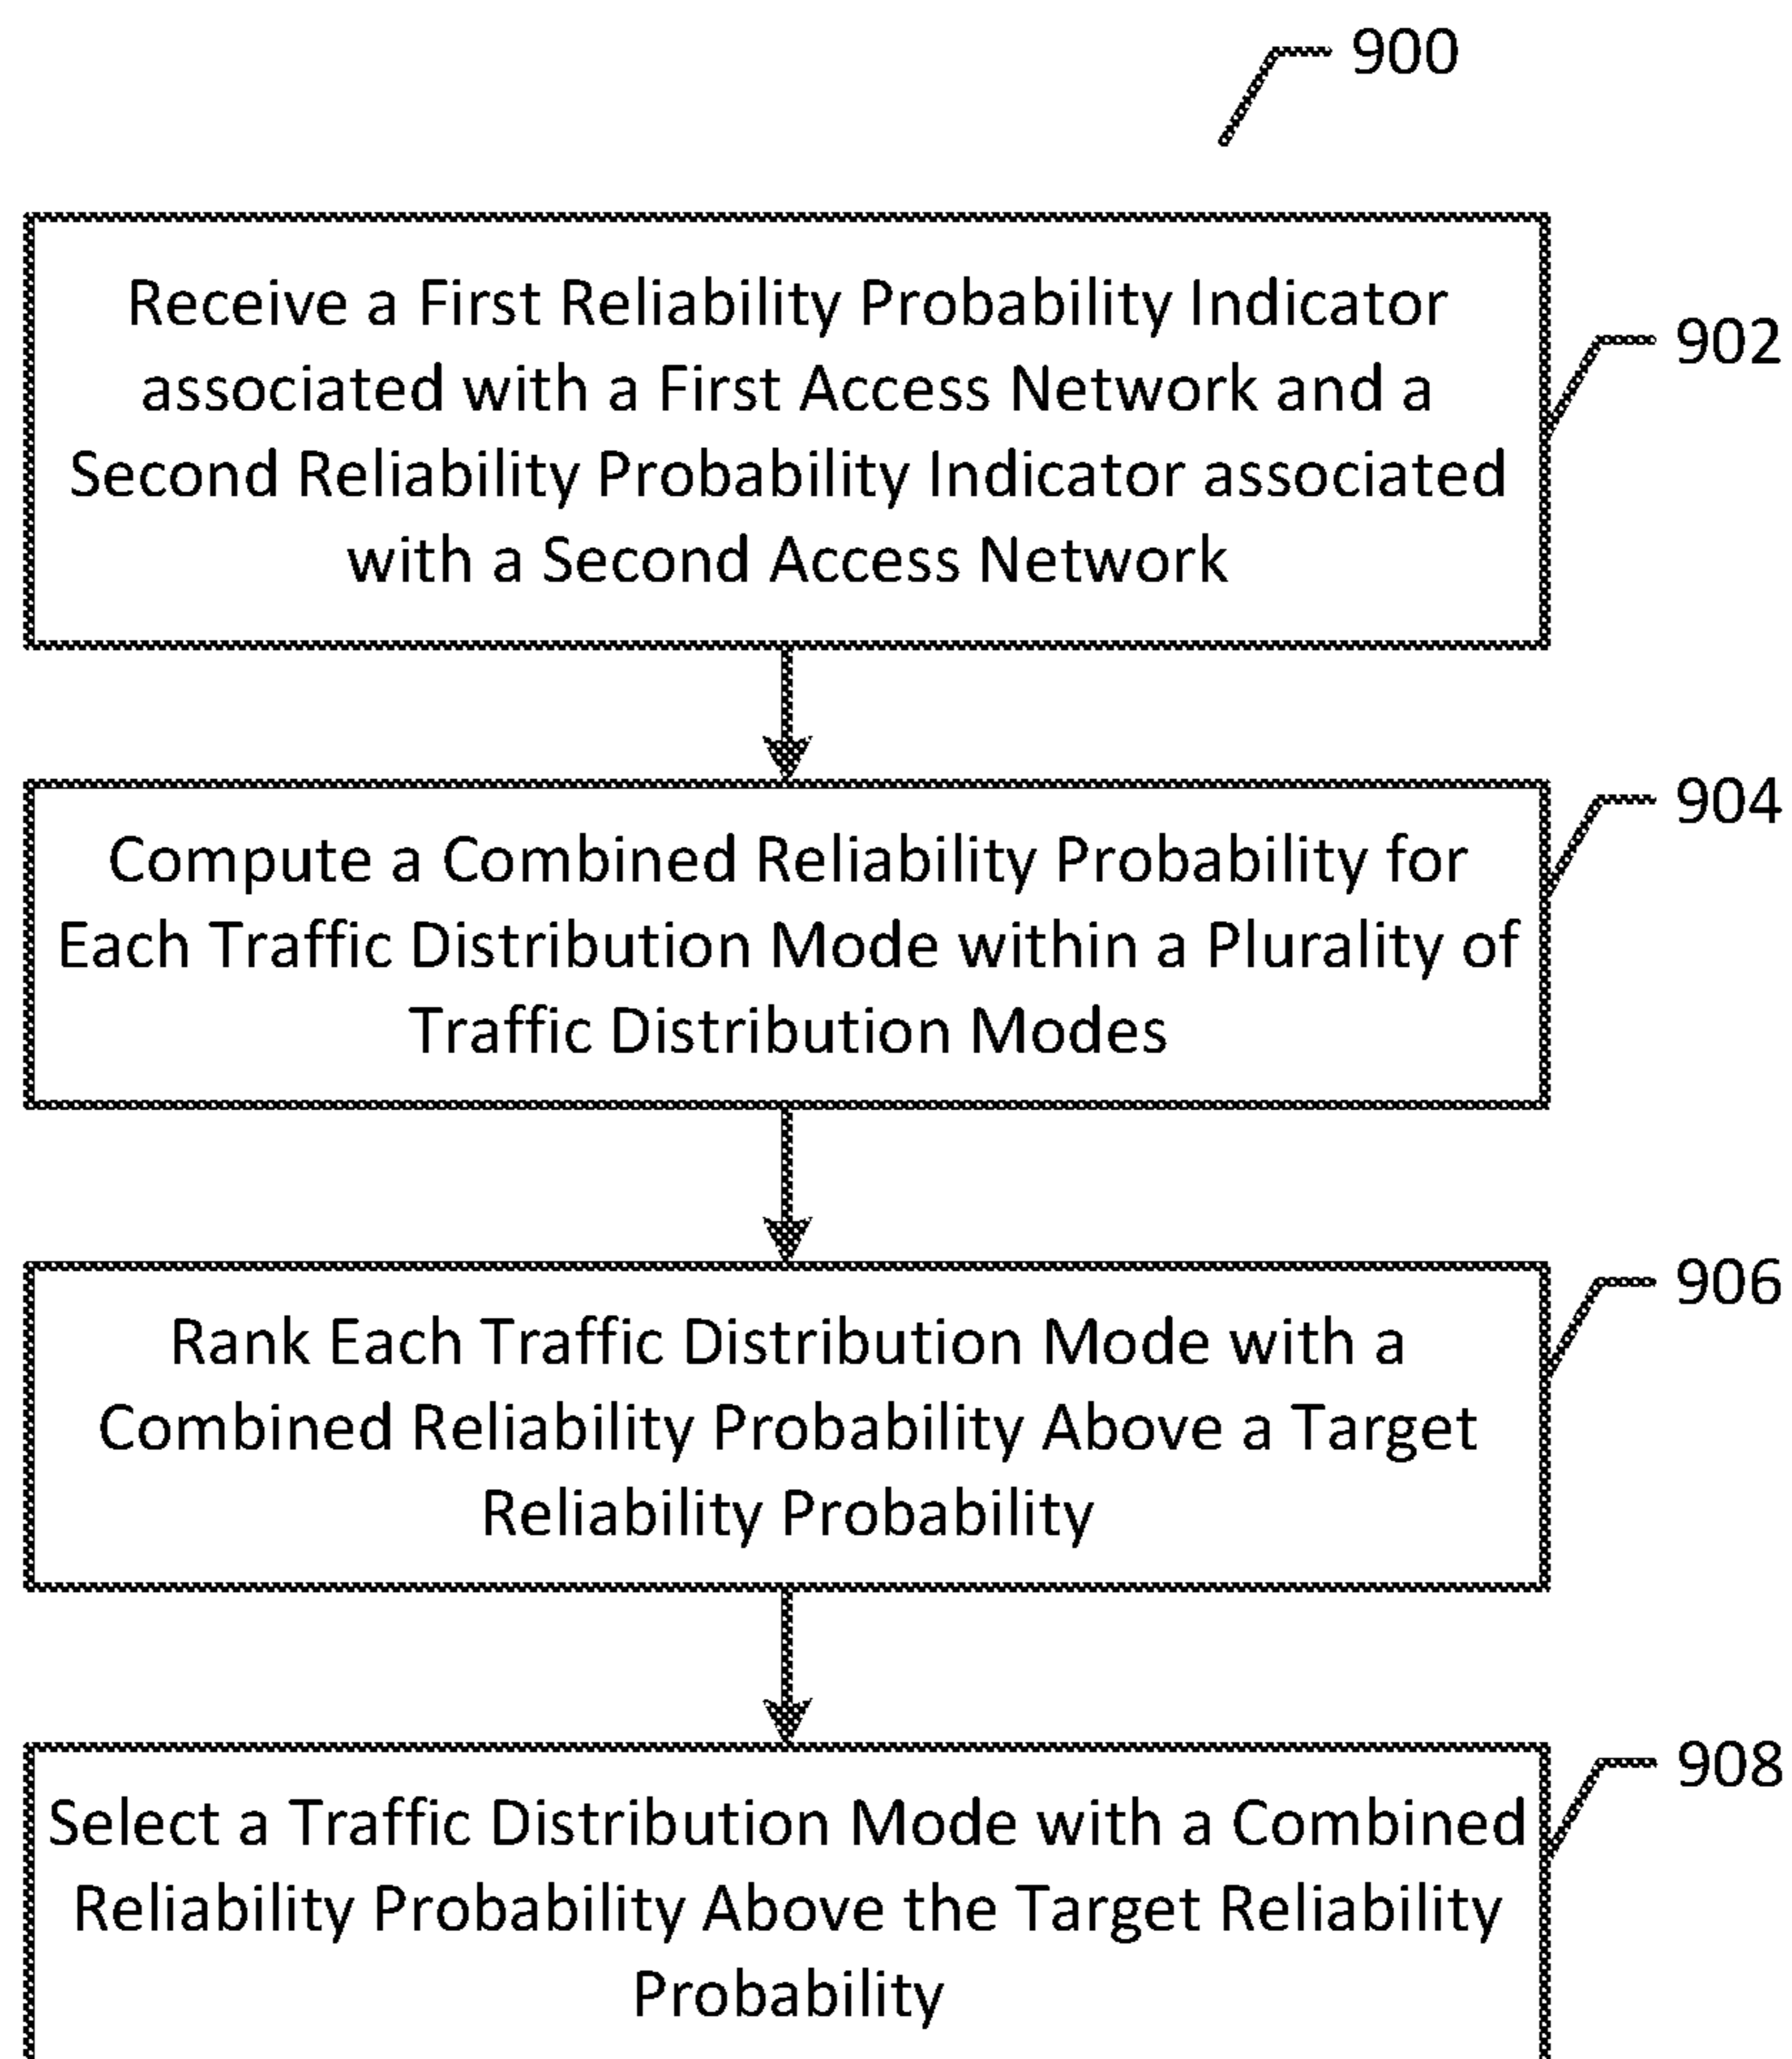 900
Receive a First Reliability Probability Indicator
associated with a First Access Network and a
Second Reliability Probability Indicator associated
with a Second Access Network
902
Compute a Combined Reliability Probability for
Each Traffic Distribution Mode within a Plurality of
Traffic Distribution Modes
904
Rank Each Traffic Distribution Mode with a
Combined Reliability Probability Above a Target
Reliability Probability
906
Select a Traffic Distribution Mode with a Combined
Reliability Probability Above the Target Reliability
Probability
908